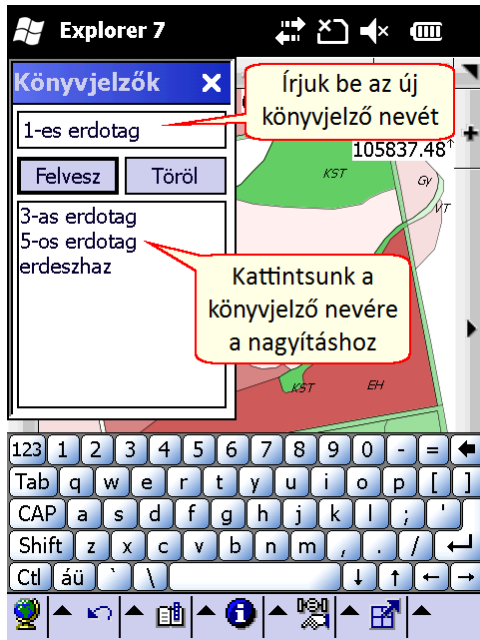 Explorer 7
Könyvjelzők
Írjuk be az új
könyvjelző nevét
1-es erdotag
105837.48
Felvesz Töröl
KST
Gy
VT
3-as erdotag
5-os erdotag
erdeszhaz
Kattintsunk a
könyvjelző nevére
a nagyításhoz
KST
EH
123 1 2 3 4 5 6 7 8 9 0 - =
Tab q w e r t y u i o p [ ]
CAP a s d f g h j k l ; '
Shift z x c v b n m , . /
Ctl áü ` \